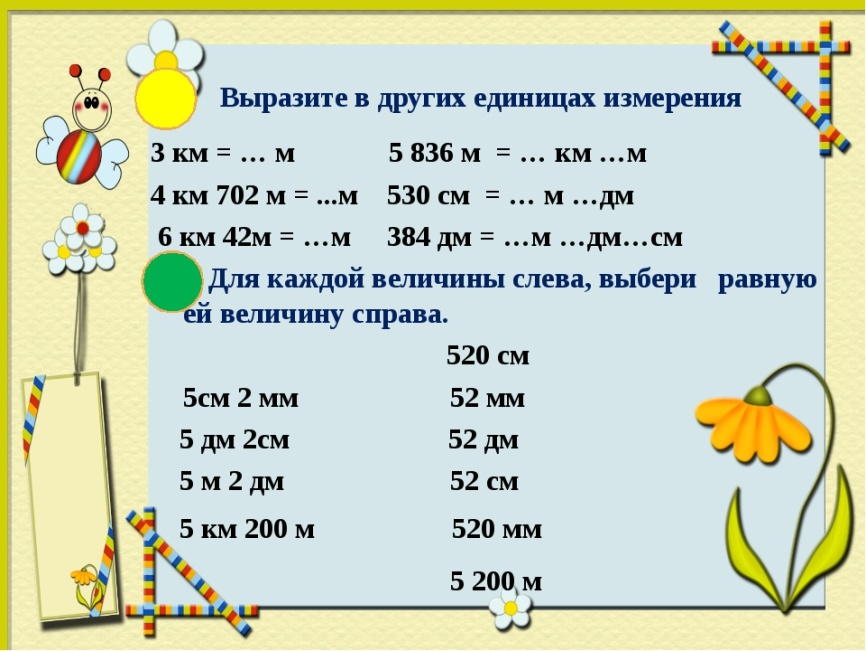 Выразите в других единицах измерения
3 км = … м 5 836 м = … км …м
4 км 702 м = ...м 530 см = … м …дм
6 км 42м = …м 384 дм = …м …дм…см
Для каждой величины слева, выбери равную
ей величину справа.
520 см
5см 2 мм 52 мм
5 дм 2см 52 дм
5 м 2 дм 52 см
5 км 200 м 520 мм
5 200 м